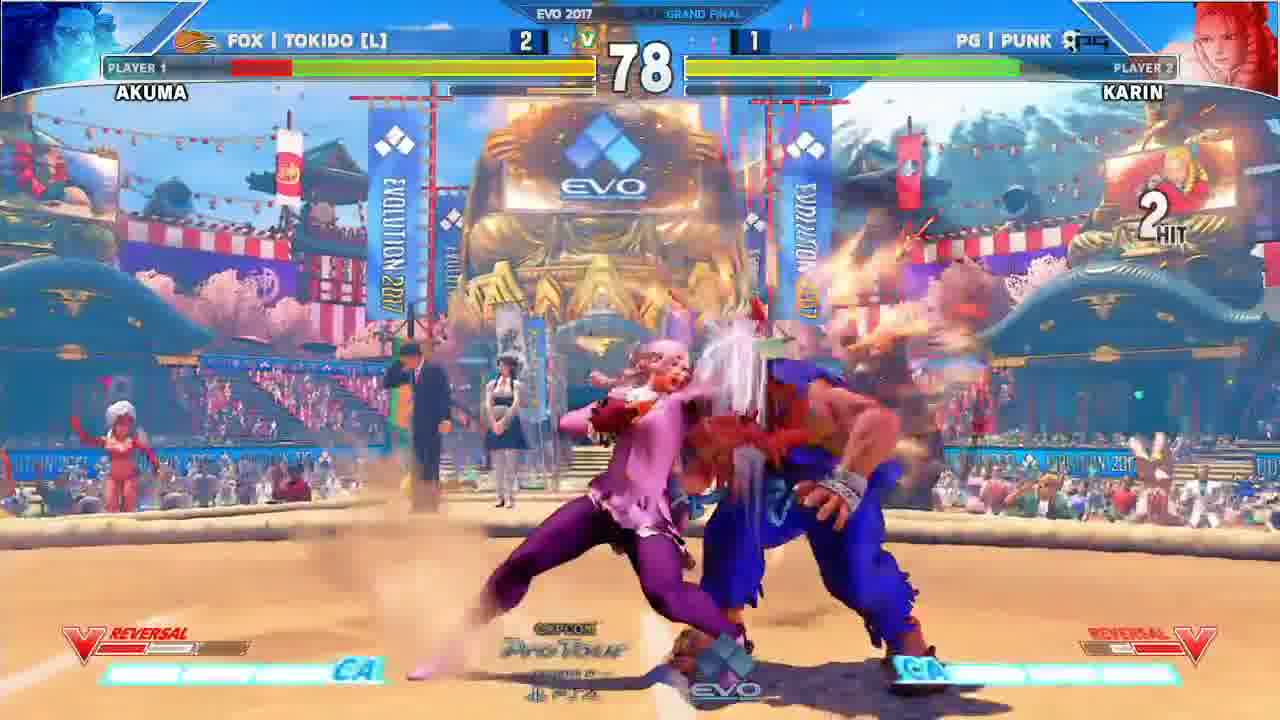 EVO 2017
GRAND FINAL
FOX | TOKIDO [L]
2
V
78
1
PG | PUNK
PLAYER 1
PLAYER 2
AKUMA
KARIN
EVO
EVOLUTION 2017
EVOLUTION 2017
2
HIT
V REVERSAL
REVERSAL V
CA
CA
CAPCOM
PRO TOUR
EVO